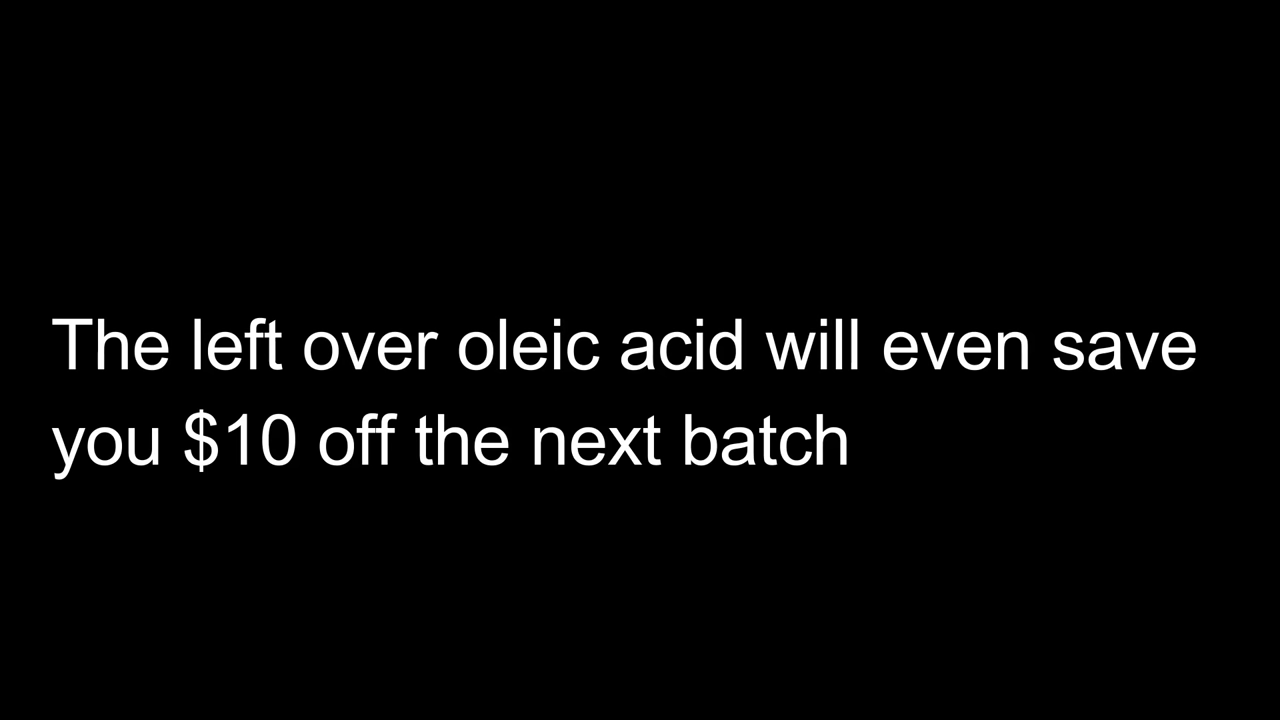 The left over oleic acid will even save
you $10 off the next batch